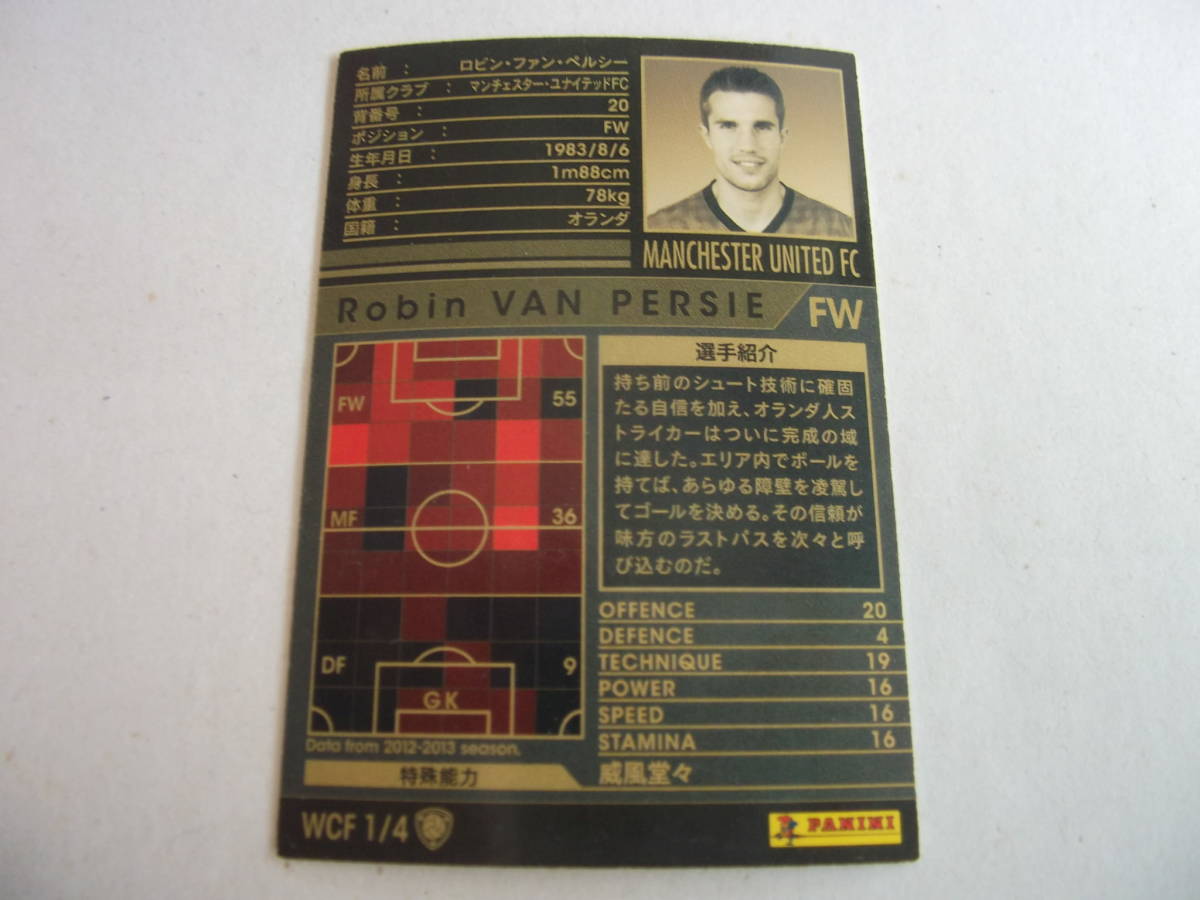 名前 : ロビン・ファン・ペルシー
所属クラブ : マンチェスター・ユナイテッドFC
背番号 : 20
ポジション : FW
生年月日 : 1983/8/6
身長 : 1m88cm
体重 : 78kg
国籍 : オランダ
MANCHESTER UNITED FC
Robin VAN PERSIE FW
FW 55
MF 36
DF 9
GK
Data from 2012-2013 season.
選手紹介
持ち前のシュート技術に確固
たる自信を加え、オランダ人ス
トライカーはついに完成の域
に達した。エリア内でボールを
持てば、あらゆる障壁を凌駕し
てゴールを決める。その信頼が
味方のラストパスを次々と呼
び込むのだ。
OFFENCE 20
DEFENCE 4
TECHNIQUE 19
POWER 16
SPEED 16
STAMINA 16
特殊能力 威風堂々
WCF 1/4
PANINI